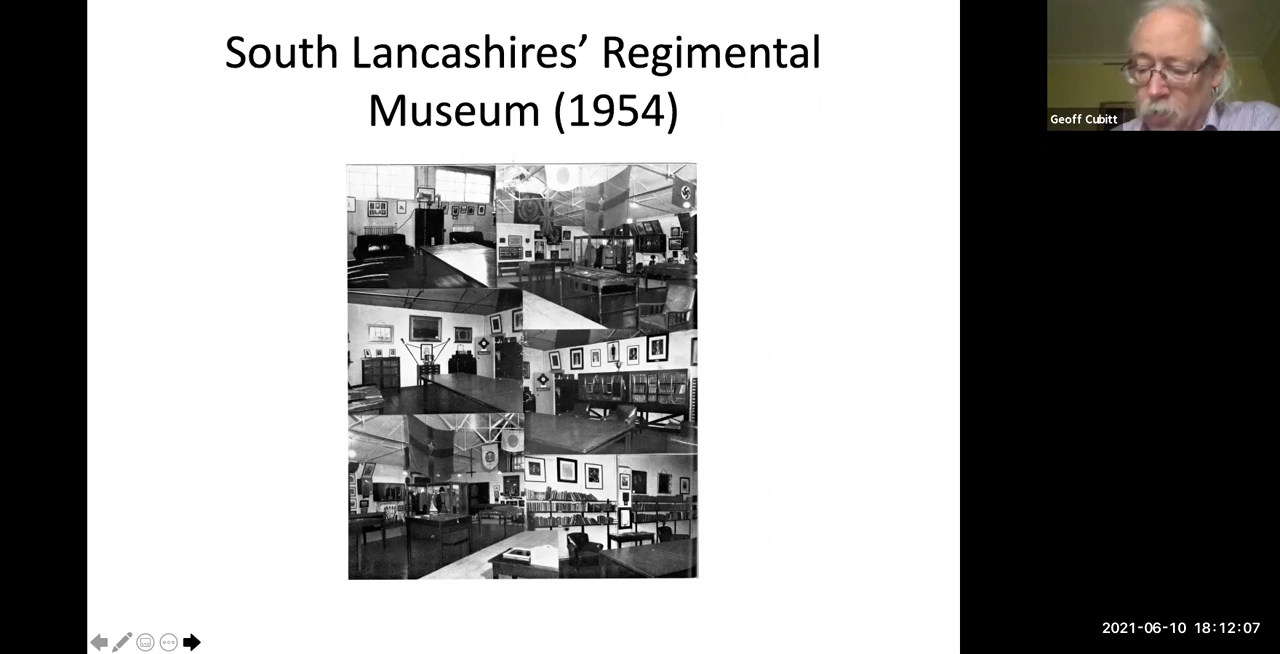 South Lancashires’ Regimental
Museum (1954)
Geoff Cubitt
2021-06-10 18:12:07